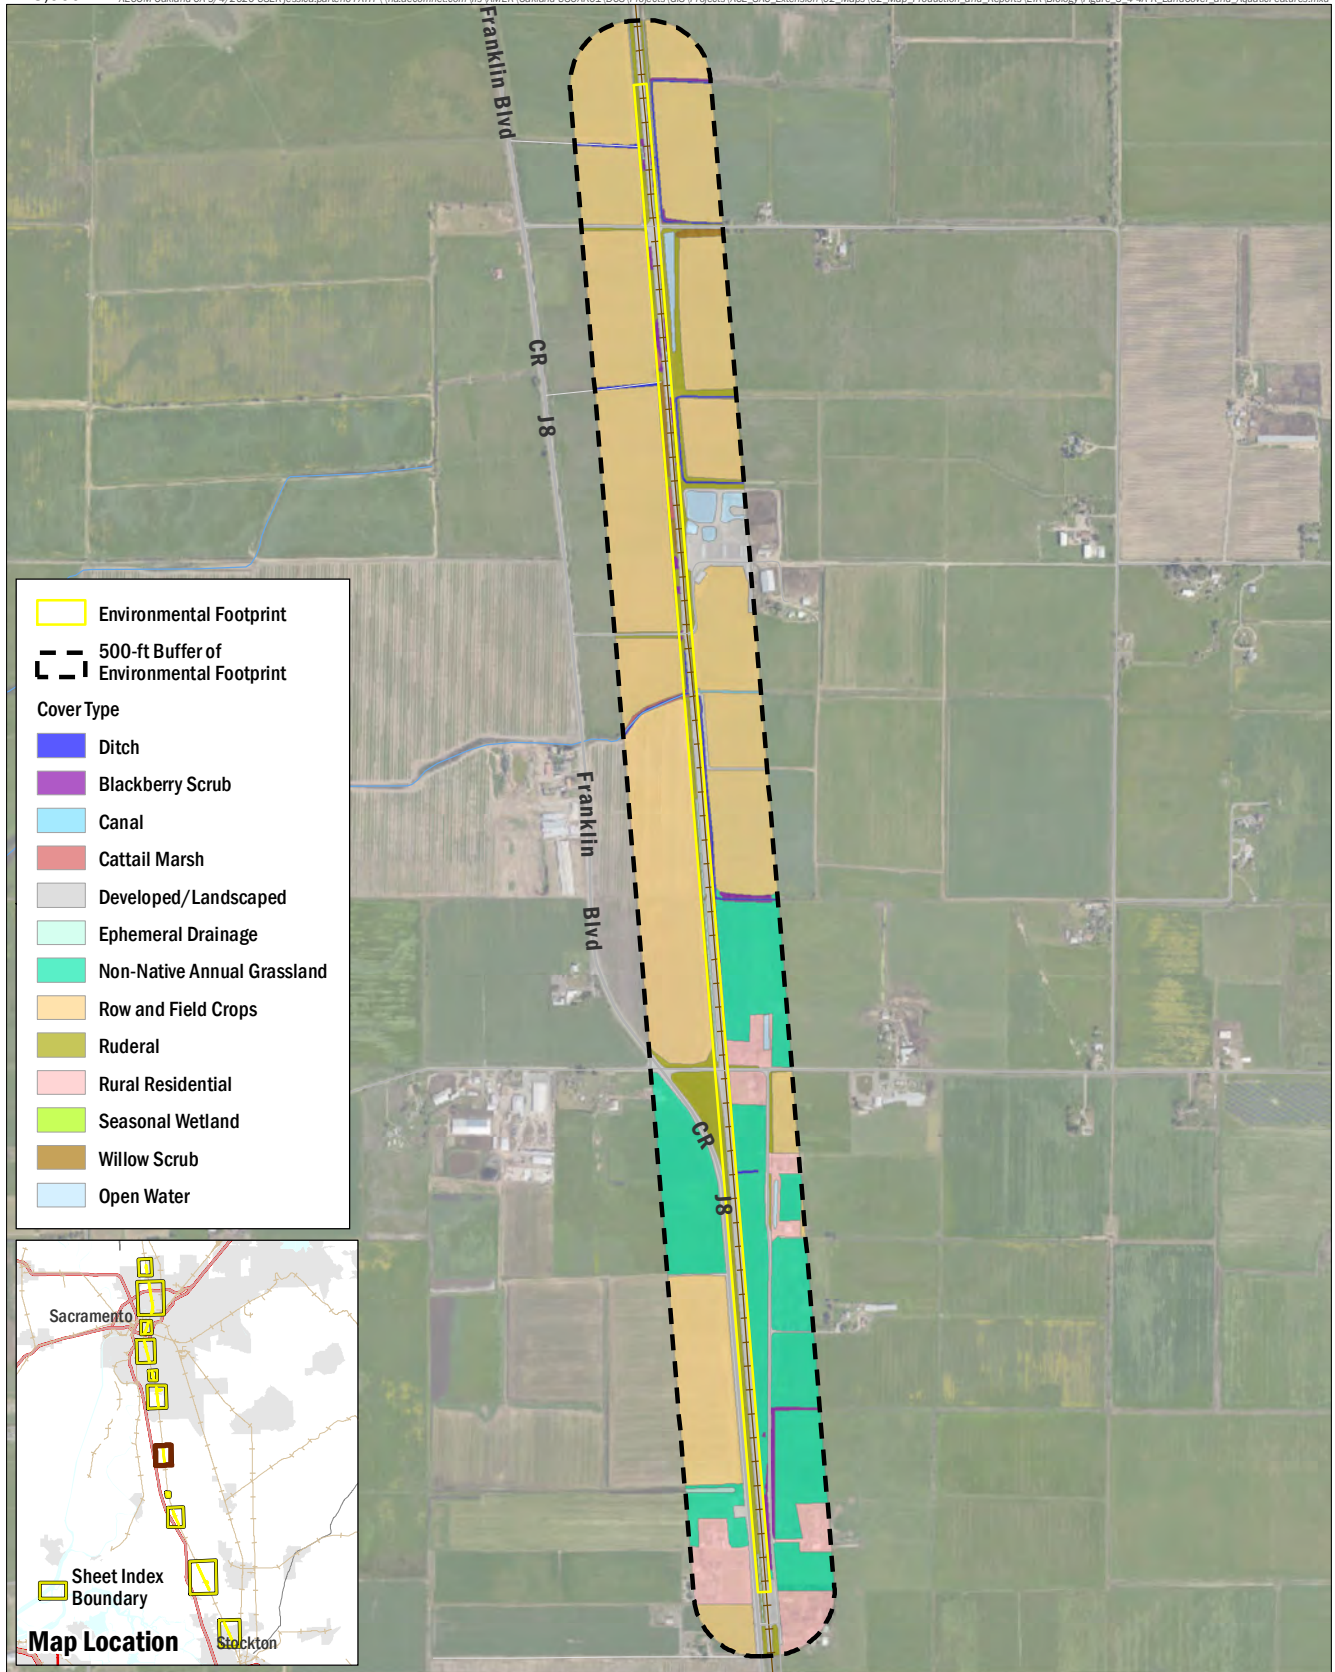 Franklin Blvd
CR
J8
Franklin
Blvd
CR
J8
Environmental Footprint
500-ft Buffer of
Environmental Footprint
Cover Type
Ditch
Blackberry Scrub
Canal
Cattail Marsh
Developed/Landscaped
Ephemeral Drainage
Non-Native Annual Grassland
Row and Field Crops
Ruderal
Rural Residential
Seasonal Wetland
Willow Scrub
Open Water
Sacramento
Sheet Index
Boundary
Map Location
Stockton